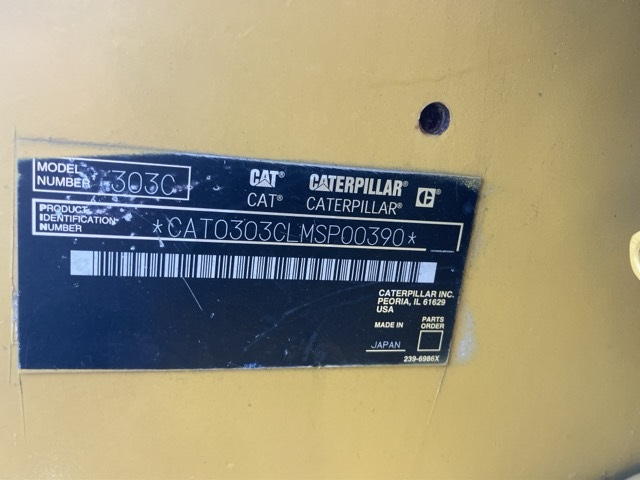 MODEL NUMBER 303C
CAT® CATERPILLAR® C®
CAT® CATERPILLAR®
PRODUCT IDENTIFICATION NUMBER *CAT0303CLMSP00390*
CATERPILLAR INC.
PEORIA, IL 61629
USA
MADE IN PARTS ORDER
JAPAN
239-6986X